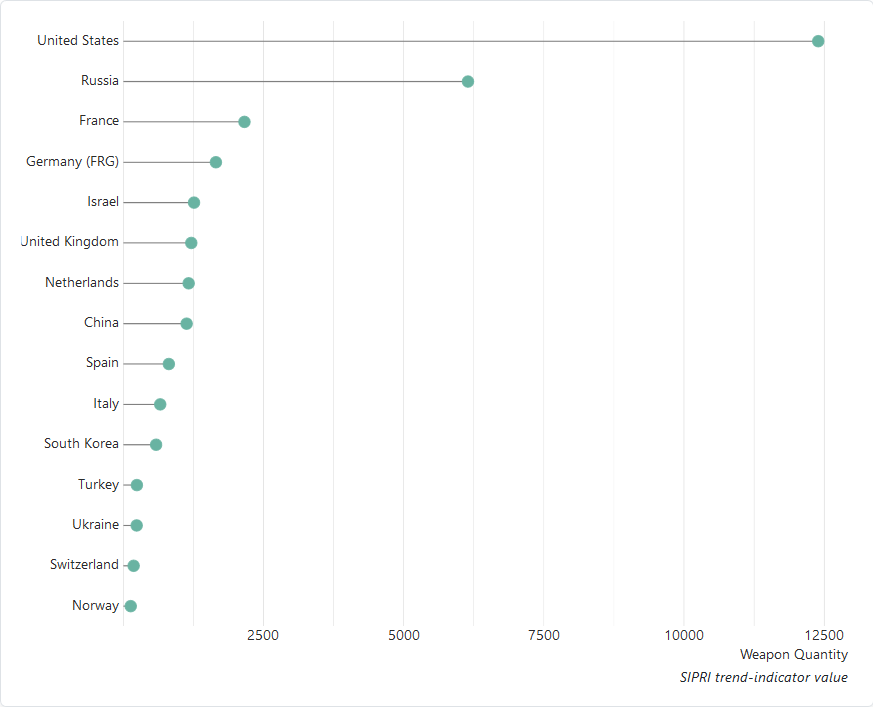 United States
Russia
France
Germany (FRG)
Israel
United Kingdom
Netherlands
China
Spain
Italy
South Korea
Turkey
Ukraine
Switzerland
Norway
2500 5000 7500 10000 12500
Weapon Quantity
SIPRI trend-indicator value